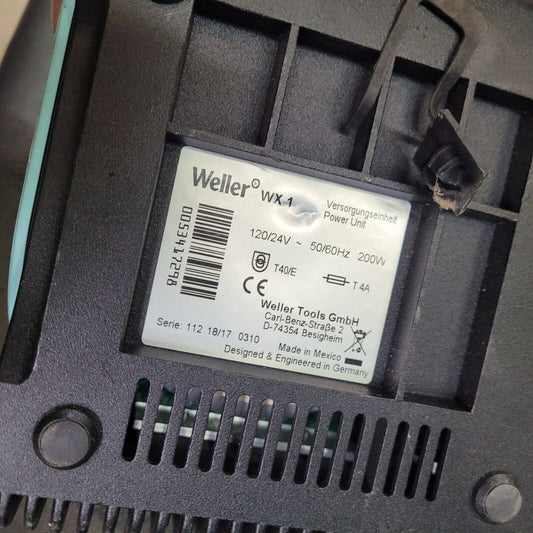 Weller® WX 1
Versorgungseinheit
Power Unit
120/24V ~ 50/60Hz 200W
T40/E
T 4A
CE
0053417298
Weller Tools GmbH
Carl-Benz-Straße 2
D-74354 Besigheim
Serie: 112 18/17 0310
Made in Mexico
Designed & Engineered in Germany